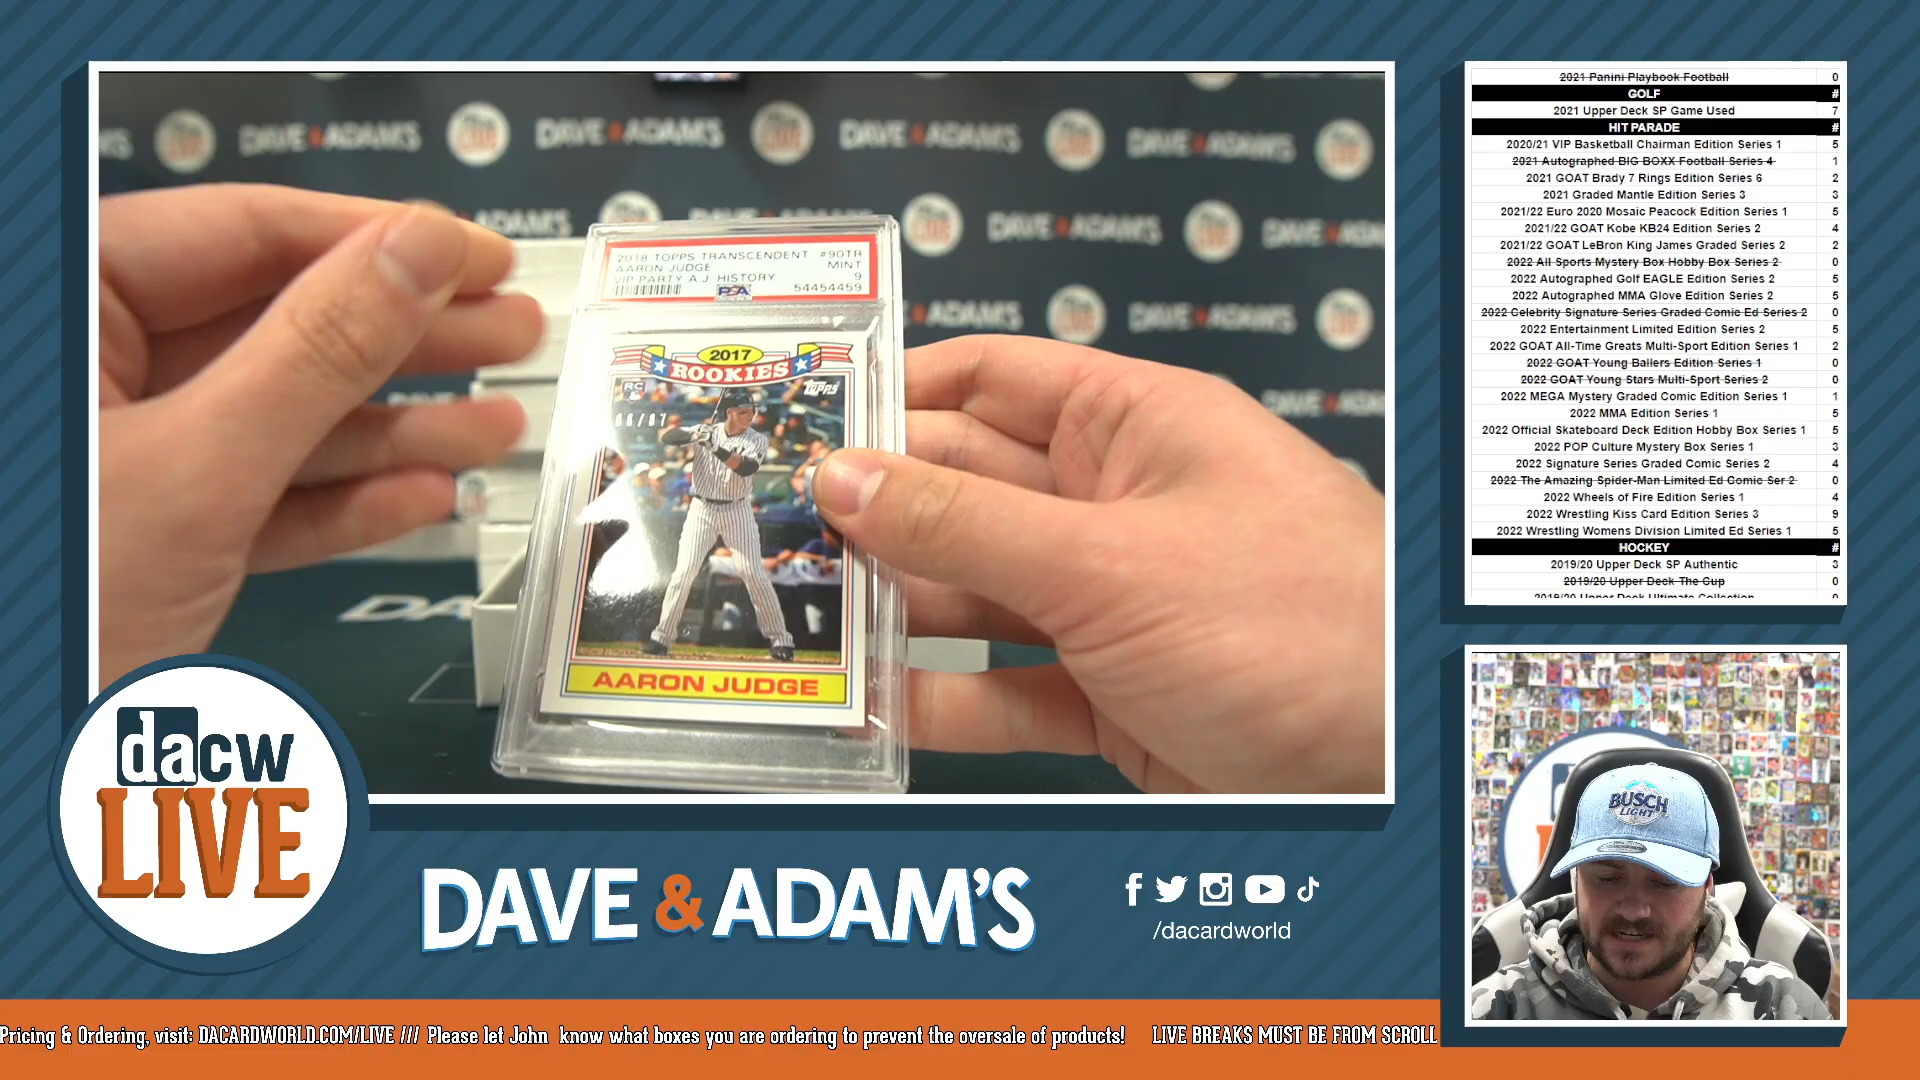 DAVE & ADAM'S
DAVE & ADAM'S
DAVE & ADAM'S
DAVE & ADAM'S
2018 TOPPS TRANSCENDENT #90TR
AARON JUDGE MINT
VIP PARTY A.J. HISTORY 9
PSA 54454459
2017
ROOKIES
RC
Topps
AARON JUDGE
2021 Panini Playbook Football 0
GOLF #
2021 Upper Deck SP Game Used 7
HIT PARADE #
2020/21 VIP Basketball Chairman Edition Series 1 5
2021 Autographed BIG BOXX Football Series 4 1
2021 GOAT Brady 7 Rings Edition Series 6 2
2021 Graded Mantle Edition Series 3 3
2021/22 Euro 2020 Mosaic Peacock Edition Series 1 5
2021/22 GOAT Kobe KB24 Edition Series 2 4
2021/22 GOAT LeBron King James Graded Series 2 2
2022 All Sports Mystery Box Hobby Box Series 2 0
2022 Autographed Golf EAGLE Edition Series 2 5
2022 Autographed MMA Glove Edition Series 2 5
2022 Celebrity Signature Series Graded Comic Ed Series 2 0
2022 Entertainment Limited Edition Series 2 5
2022 GOAT All-Time Greats Multi-Sport Edition Series 1 2
2022 GOAT Young Ballers Edition Series 1 0
2022 GOAT Young Stars Multi-Sport Series 2 0
2022 MEGA Mystery Graded Comic Edition Series 1 1
2022 MMA Edition Series 1 5
2022 Official Skateboard Deck Edition Hobby Box Series 1 5
2022 POP Culture Mystery Box Series 1 3
2022 Signature Series Graded Comic Series 2 4
2022 The Amazing Spider-Man Limited Ed Comic Ser 2 0
2022 Wheels of Fire Edition Series 1 4
2022 Wrestling Kiss Card Edition Series 3 9
2022 Wrestling Womens Division Limited Ed Series 1 5
HOCKEY #
2019/20 Upper Deck SP Authentic 3
2019/20 Upper Deck The Cup 0
2019/20 Upper Deck Ultimate Collection 0
BUSCH
LIGHT
dacw
LIVE
DAVE & ADAM'S
/dacardworld
Pricing & Ordering, visit: DACARDWORLD.COM/LIVE /// Please let John know what boxes you are ordering to prevent the oversale of products! LIVE BREAKS MUST BE FROM SCROLL